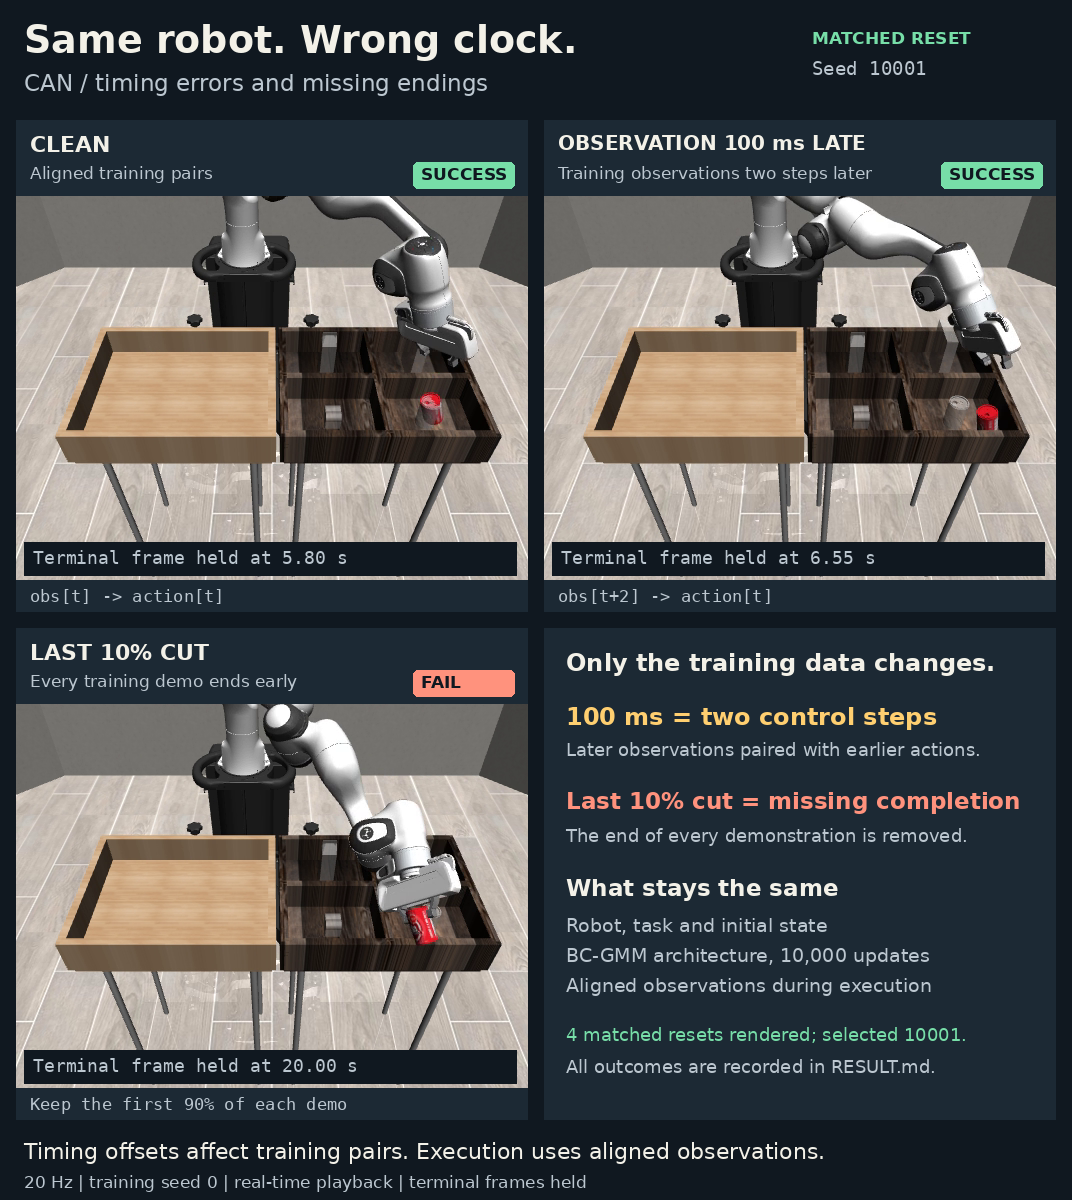 Same robot. Wrong clock.
CAN / timing errors and missing endings
MATCHED RESET
Seed 10001
CLEAN
Aligned training pairs
SUCCESS
Terminal frame held at 5.80 s
obs[t] -> action[t]
OBSERVATION 100 ms LATE
Training observations two steps later
SUCCESS
Terminal frame held at 6.55 s
obs[t+2] -> action[t]
LAST 10% CUT
Every training demo ends early
FAIL
Terminal frame held at 20.00 s
Keep the first 90% of each demo
Only the training data changes.
100 ms = two control steps
Later observations paired with earlier actions.
Last 10% cut = missing completion
The end of every demonstration is removed.
What stays the same
Robot, task and initial state
BC-GMM architecture, 10,000 updates
Aligned observations during execution
4 matched resets rendered; selected 10001.
All outcomes are recorded in RESULT.md.
Timing offsets affect training pairs. Execution uses aligned observations.
20 Hz | training seed 0 | real-time playback | terminal frames held